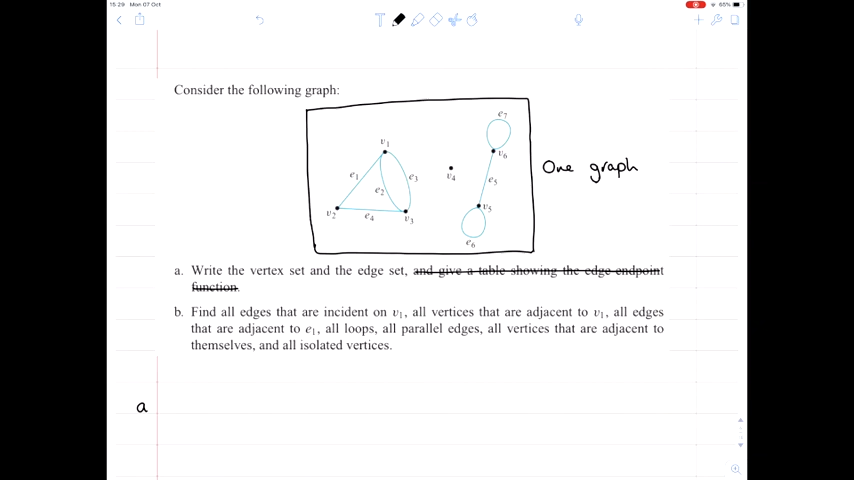 15.29 Mon 07 Oct
65%
T
Consider the following graph:
e7
v1
v6
One graph
e1
e3
v4
e2
e5
v2
e4
v3
v5
e6
a. Write the vertex set and the edge set, and give a table showing the edge endpoint
function.
b. Find all edges that are incident on v1, all vertices that are adjacent to v1, all edges
that are adjacent to e1, all loops, all parallel edges, all vertices that are adjacent to
themselves, and all isolated vertices.
a